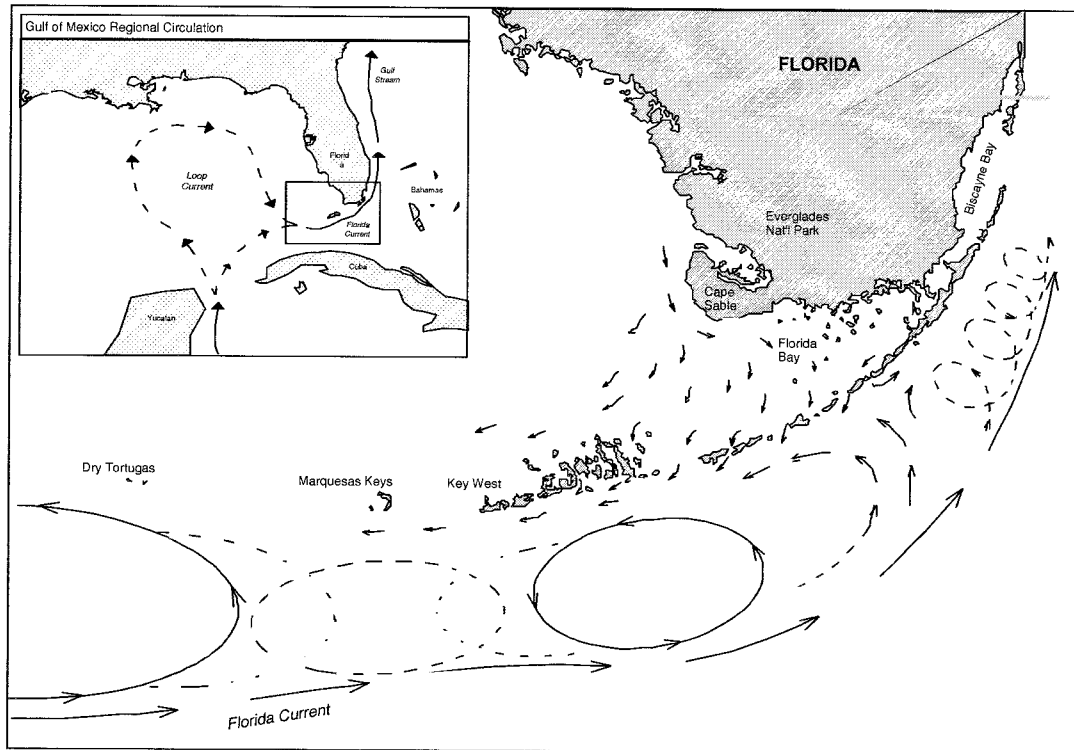 Gulf of Mexico Regional Circulation
Gulf
Stream
Loop
Current
Florid
a
Bahamas
Florida
Current
Cuba
Yucatan
FLORIDA
Biscayne Bay
Everglades
Nat'l Park
Cape
Sable
Florida
Bay
Dry Tortugas
Marquesas Keys
Key West
Florida Current